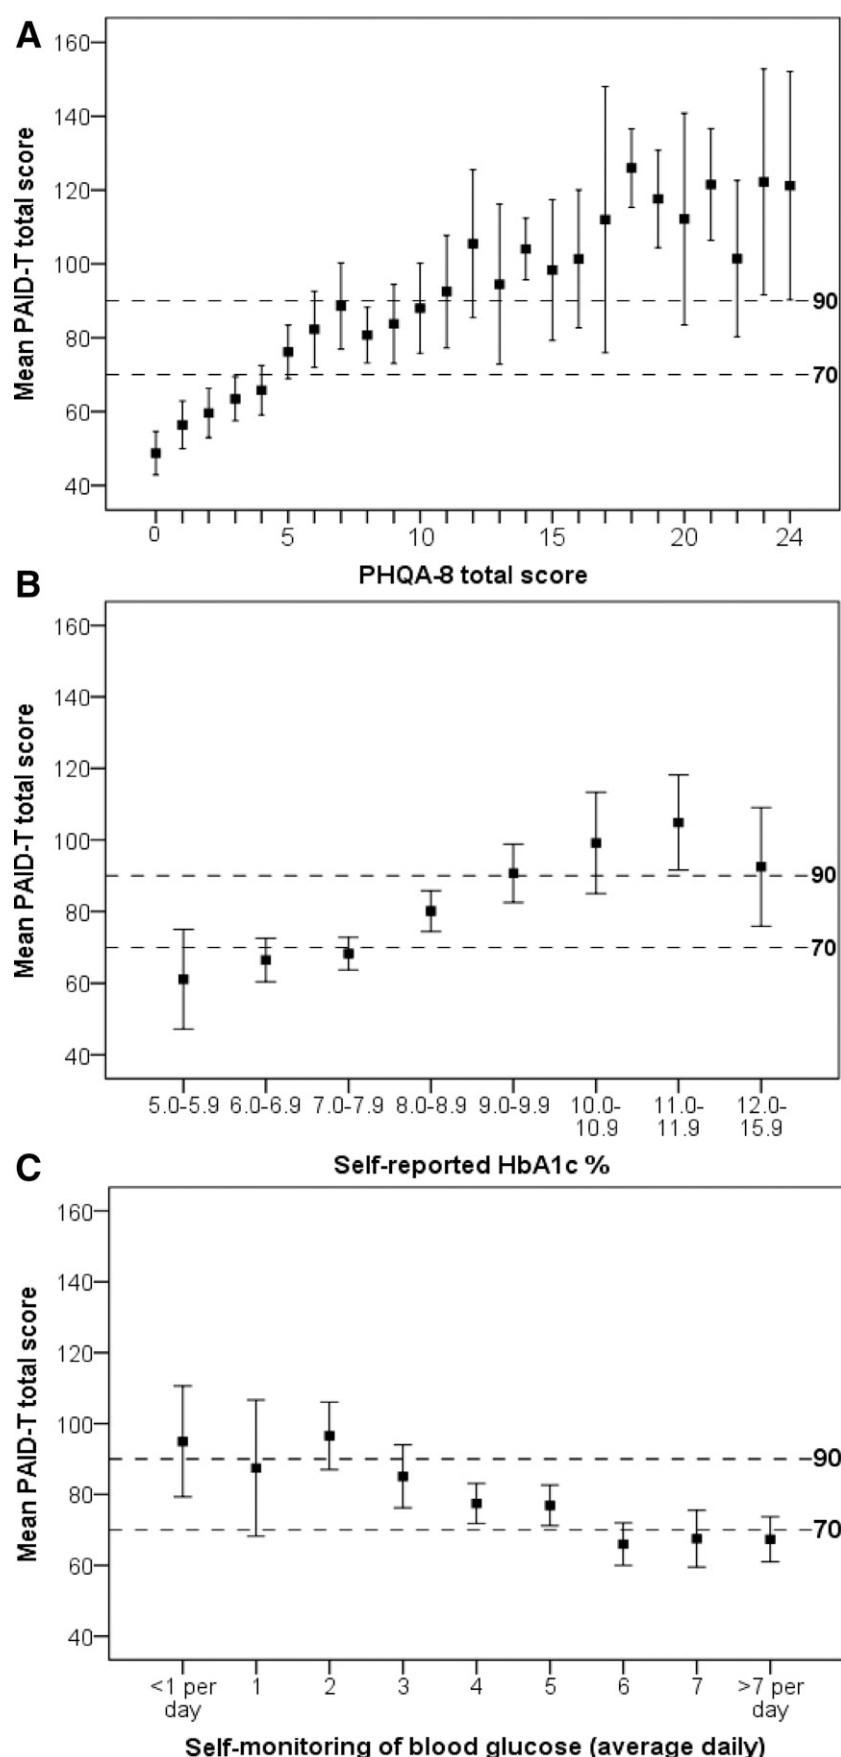 A
Mean PAID-T total score
160
140
120
100
80
60
40
90
70
0 5 10 15 20 24
PHQA-8 total score
B
Mean PAID-T total score
160
140
120
100
80
60
40
90
70
5.0-5.9 6.0-6.9 7.0-7.9 8.0-8.9 9.0-9.9 10.0- 11.0- 12.0-
10.9 11.9 15.9
Self-reported HbA1c %
C
Mean PAID-T total score
160
140
120
100
80
60
40
90
70
<1 per 1 2 3 4 5 6 7 >7 per
day day
Self-monitoring of blood glucose (average daily)